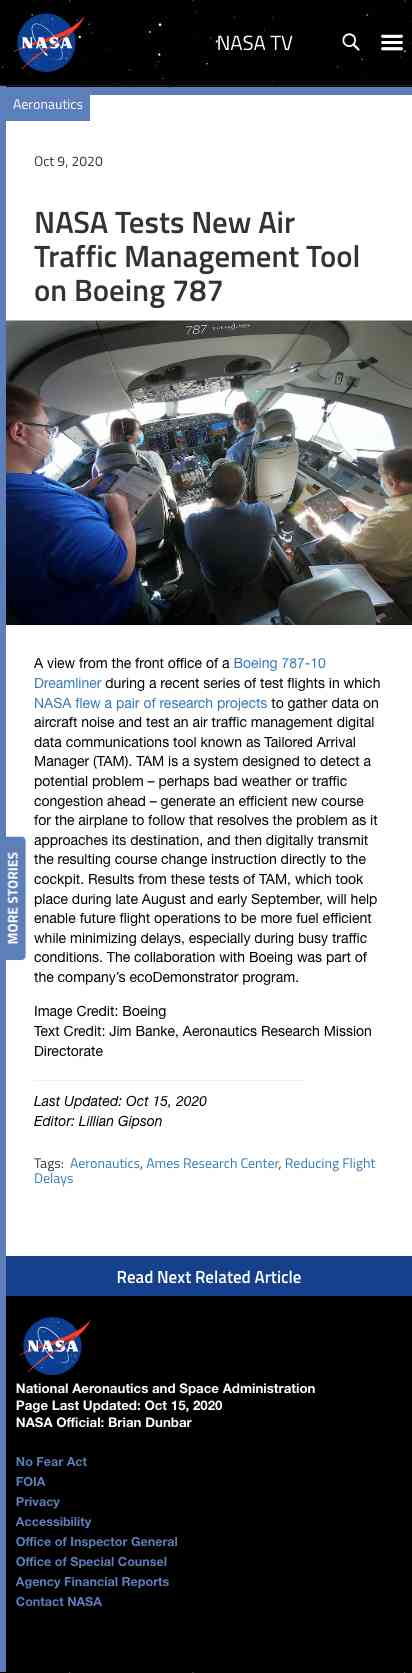 NASA
NASA TV
Aeronautics
Oct 9, 2020
NASA Tests New Air
Traffic Management Tool
on Boeing 787
787
A view from the front office of a Boeing 787-10
Dreamliner during a recent series of test flights in which
NASA flew a pair of research projects to gather data on
aircraft noise and test an air traffic management digital
data communications tool known as Tailored Arrival
Manager (TAM). TAM is a system designed to detect a
potential problem – perhaps bad weather or traffic
congestion ahead – generate an efficient new course
for the airplane to follow that resolves the problem as it
approaches its destination, and then digitally transmit
the resulting course change instruction directly to the
cockpit. Results from these tests of TAM, which took
place during late August and early September, will help
enable future flight operations to be more fuel efficient
while minimizing delays, especially during busy traffic
conditions. The collaboration with Boeing was part of
the company's ecoDemonstrator program.
MORE STORIES
Image Credit: Boeing
Text Credit: Jim Banke, Aeronautics Research Mission
Directorate
Last Updated: Oct 15, 2020
Editor: Lillian Gipson
Tags: Aeronautics, Ames Research Center, Reducing Flight
Delays
Read Next Related Article
NASA
National Aeronautics and Space Administration
Page Last Updated: Oct 15, 2020
NASA Official: Brian Dunbar
No Fear Act
FOIA
Privacy
Accessibility
Office of Inspector General
Office of Special Counsel
Agency Financial Reports
Contact NASA